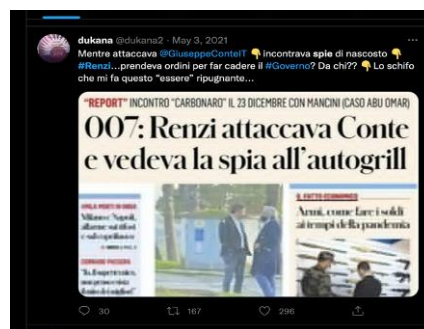 dukana @dukana2 · May 3, 2021
Mentre attaccava @GiuseppeConteIT 👇incontrava spie di nascosto 👇
#Renzi...prendeva ordini per far cadere il #Governo? Da chi?? 👇Lo schifo
che mi fa questo "essere" ripugnante...
"REPORT" INCONTRO "CARBONARO" IL 23 DICEMBRE CON MANCINI (CASO ABU OMAR)
007: Renzi attaccava Conte
e vedeva la spia all'autogrill
Milano e Napoli,
IL FATTO ECONOMICO
Armi, come fare i soldi
ai tempi della pandemia
30 167 296